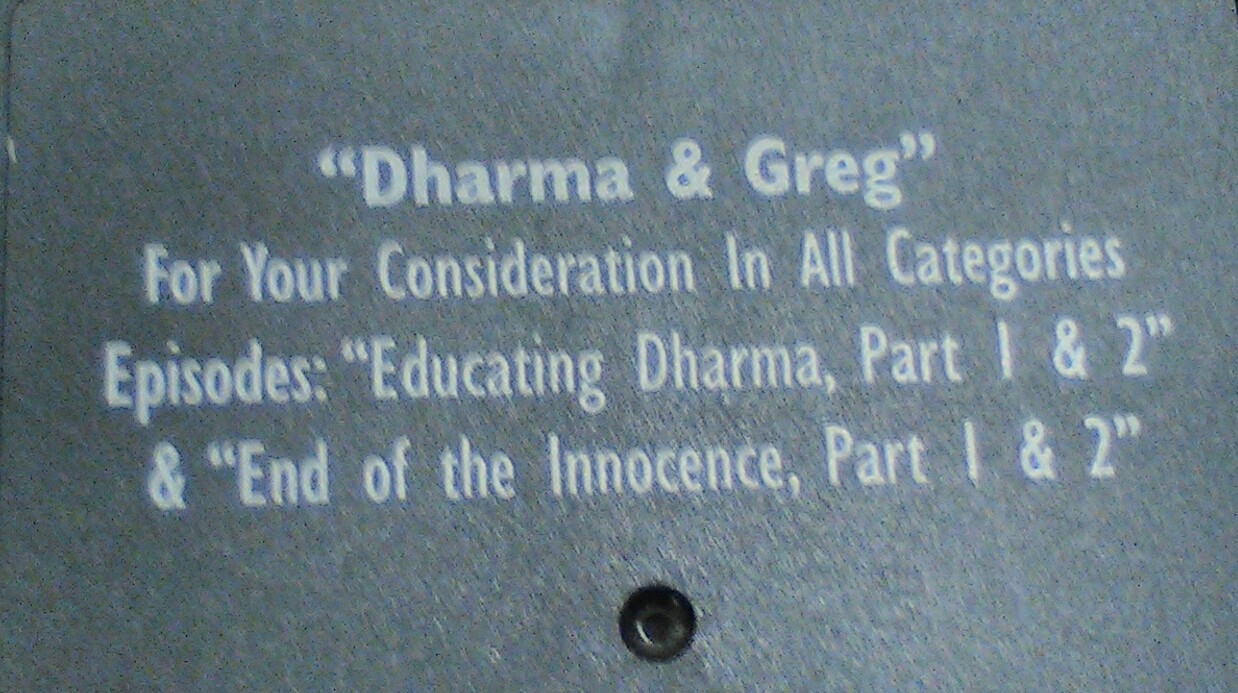 “Dharma & Greg”
For Your Consideration In All Categories
Episodes: “Educating Dharma, Part 1 & 2”
& “End of the Innocence, Part 1 & 2”